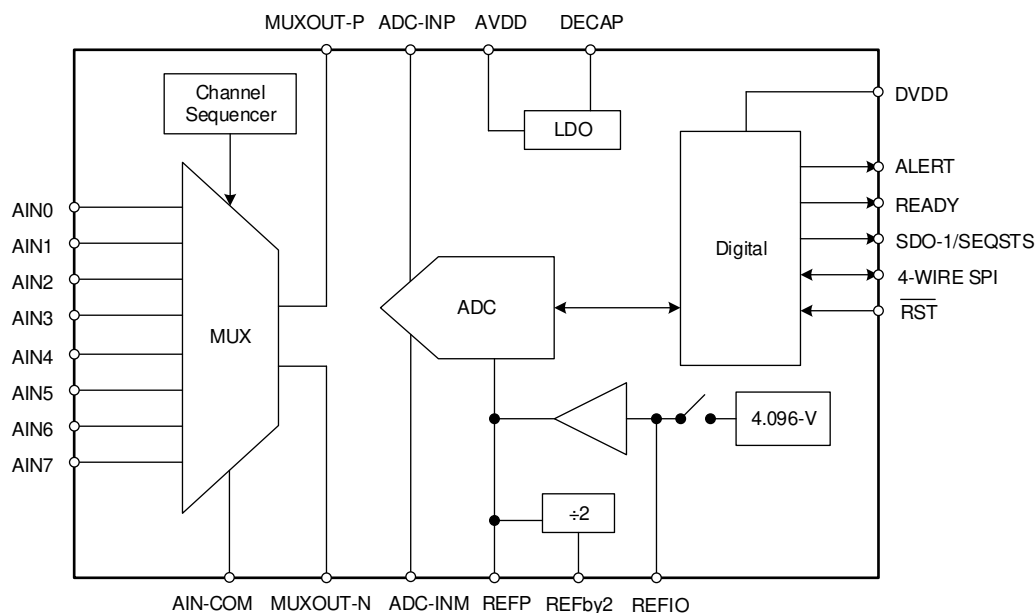 MUXOUT-P ADC-INP AVDD DECAP
Channel
Sequencer
LDO
DVDD
ALERT
READY
SDO-1/SEQSTS
4-WIRE SPI
RST
Digital
AIN0
AIN1
AIN2
AIN3
AIN4
AIN5
AIN6
AIN7
MUX
ADC
4.096-V
÷2
AIN-COM MUXOUT-N ADC-INM REFP REFby2 REFIO